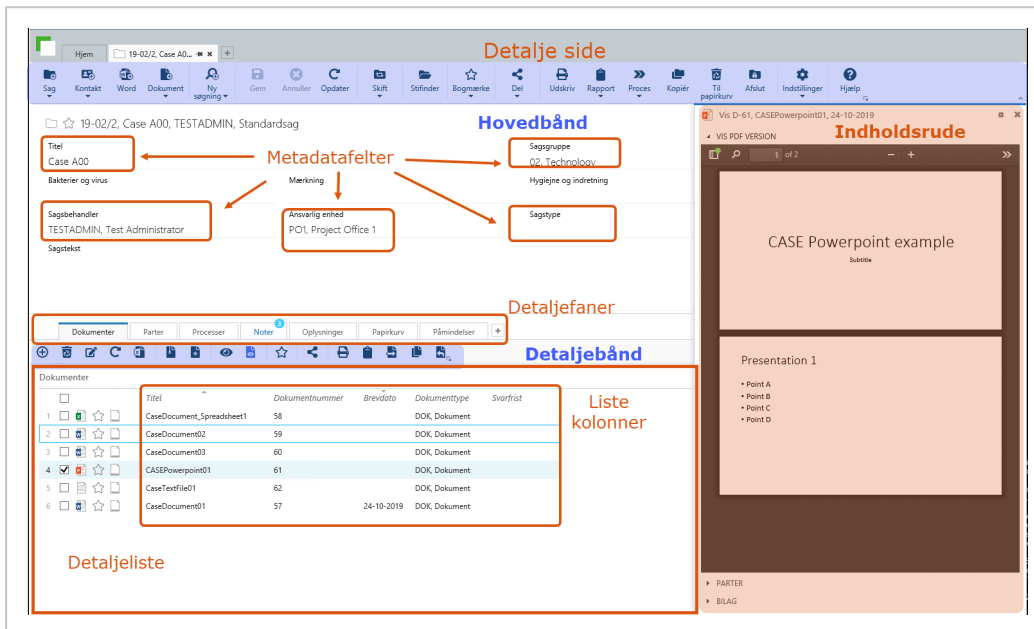 Hjem
19-02/2, Case A0...
Detalje side
Sag
Kontakt
Word
Dokument
Ny søgning
Gem
Annuller
Opdater
Skift
Stifinder
Bogmærke
Del
Udskriv
Rapport
Proces
Kopiér
Til papirkurv
Afslut
Indstillinger
Hjælp
19-02/2, Case A00, TESTADMIN, Standardsag
Hovedbånd
Titel
Case A00
Metadatafelter
Sagsgruppe
02, Technology
Bakterier og virus
Mærkning
Hygiejne og indretning
Sagsbehandler
TESTADMIN, Test Administrator
Ansvarlig enhed
PO1, Project Office 1
Sagstype
Sagstekst
Detaljefaner
Dokumenter
Parter
Processer
Noter
3
Oplysninger
Papirkurv
Påmindelser
Detaljebånd
Dokumenter
Titel Dokumentnummer Brevdato Dokumenttype Svarfrist
1 CaseDocument_Spreadsheet1 58 DOK, Dokument
2 CaseDocument02 59 DOK, Dokument
3 CaseDocument03 60 DOK, Dokument
4 CASEPowerpoint01 61 DOK, Dokument
5 CaseTextFile01 62 DOK, Dokument
6 CaseDocument01 57 24-10-2019 DOK, Dokument
Liste
kolonner
Detaljeliste
Vis D-61, CASEPowerpoint01, 24-10-2019
Indholdsrude
VIS PDF VERSION
1 of 2
CASE Powerpoint example
Subtitle
Presentation 1
• Point A
• Point B
• Point C
• Point D
PARTER
BILAG